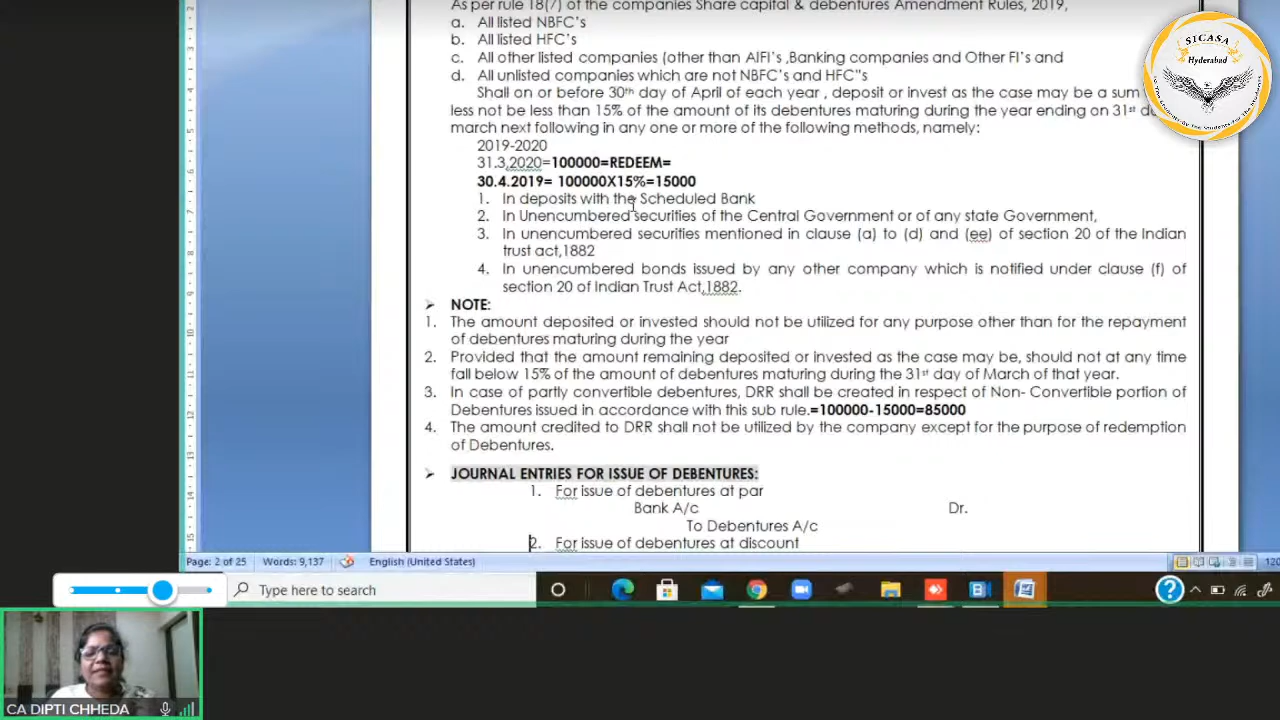 As per rule 18(7) of the companies Share capital & debentures Amendment Rules, 2019,
a. All listed NBFC's
b. All listed HFC's
c. All other listed companies (other than AIFI's ,Banking companies and Other FI's and
d. All unlisted companies which are not NBFC's and HFC"s
Shall on or before 30th day of April of each year , deposit or invest as the case may be a sum
less not be less than 15% of the amount of its debentures maturing during the year ending on 31st
march next following in any one or more of the following methods, namely:
2019-2020
31.3,2020=100000=REDEEM=
30.4.2019= 100000X15%=15000
1. In deposits with the Scheduled Bank
2. In Unencumbered securities of the Central Government or of any state Government,
3. In unencumbered securities mentioned in clause (a) to (d) and (ee) of section 20 of the Indian
trust act,1882
4. In unencumbered bonds issued by any other company which is notified under clause (f) of
section 20 of Indian Trust Act,1882.
NOTE:
1. The amount deposited or invested should not be utilized for any purpose other than for the repayment
of debentures maturing during the year
2. Provided that the amount remaining deposited or invested as the case may be, should not at any time
fall below 15% of the amount of debentures maturing during the 31st day of March of that year.
3. In case of partly convertible debentures, DRR shall be created in respect of Non- Convertible portion of
Debentures issued in accordance with this sub rule.=100000-15000=85000
4. The amount credited to DRR shall not be utilized by the company except for the purpose of redemption
of Debentures.
JOURNAL ENTRIES FOR ISSUE OF DEBENTURES:
1. For issue of debentures at par
Bank A/c Dr.
To Debentures A/c
2. For issue of debentures at discount
Page: 2 of 25 Words: 9,137 English (United States) 120
Type here to search
CA DIPTI CHHEDA
SICASA
Hyderabad